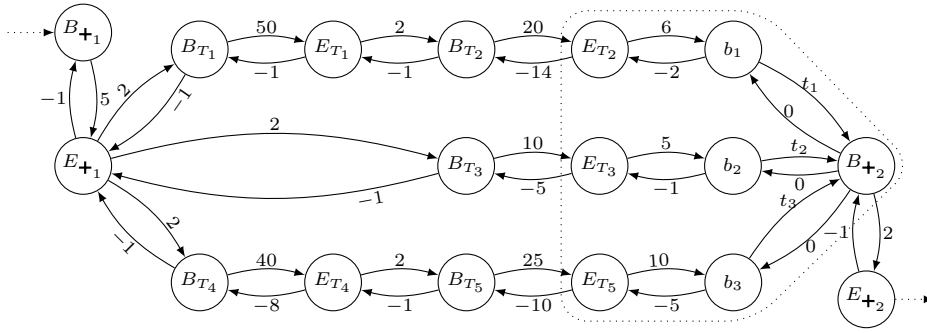 50 2 20 6
B+1 BT1 ET1 BT2 ET2 b1
−1 −1 −14 −2
−1 5 2 −1 t1 0
2 10 5 t2
E+1 BT3 ET3 b2 B+2
−1 −5 −1 0
2 −1 t3 0 −1 2
40 2 25 10
BT4 ET4 BT5 ET5 b3 E+2
−8 −1 −10 −5